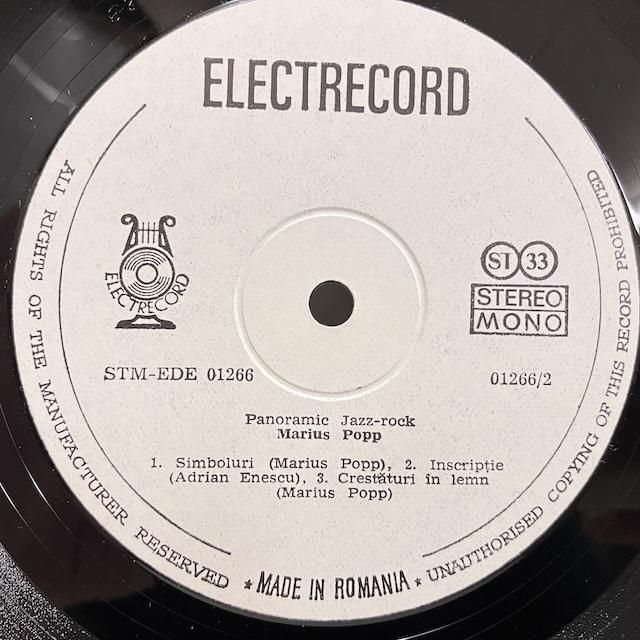 ELECTRECORD
ELECTRECORD
ST 33
STEREO
MONO
STM-EDE 01266
01266/2
Panoramic Jazz-rock
Marius Popp
1. Simboluri (Marius Popp), 2. Inscripție
(Adrian Enescu), 3. Crestături în lemn
(Marius Popp)
ALL RIGHTS OF THE MANUFACTURER RESERVED ★ MADE IN ROMANIA ★ UNAUTHORISED COPYING OF THIS RECORD PROHIBITED